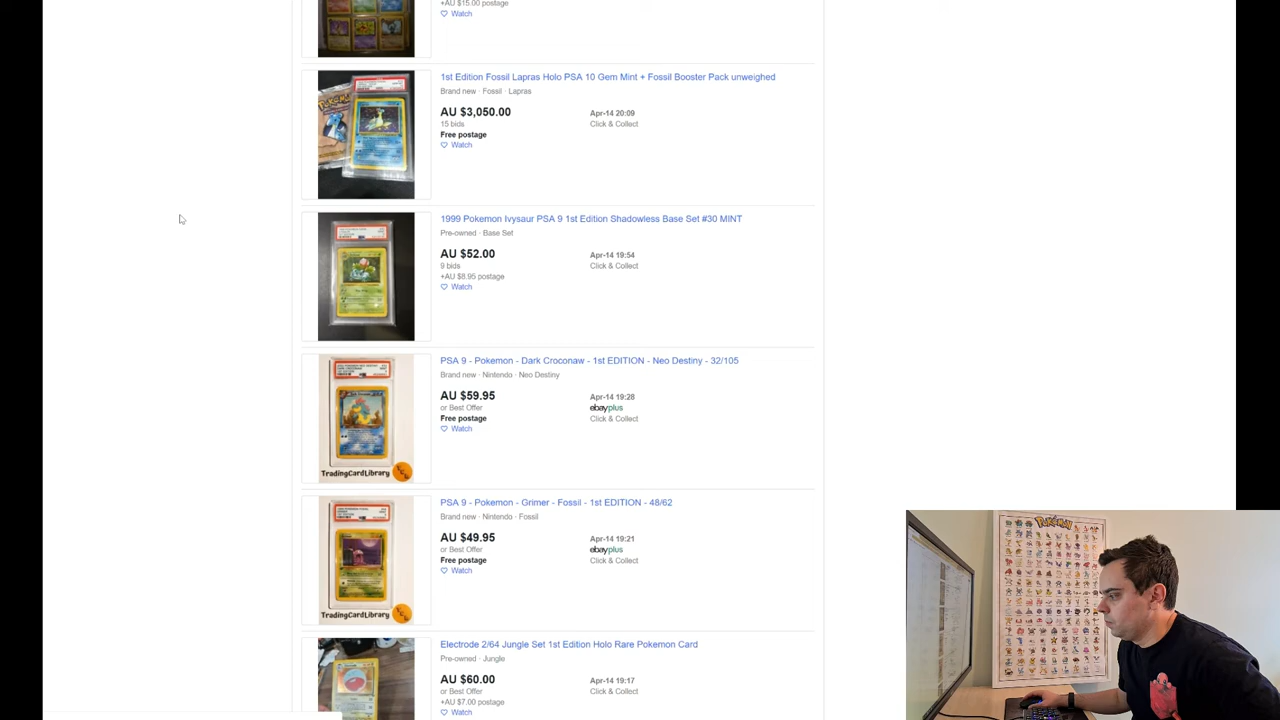 +AU $15.00 postage
Watch
1st Edition Fossil Lapras Holo PSA 10 Gem Mint + Fossil Booster Pack unweighed
Brand new · Fossil · Lapras
AU $3,050.00
Apr-14 20:09
15 bids
Click & Collect
Free postage
Watch
1999 Pokemon Ivysaur PSA 9 1st Edition Shadowless Base Set #30 MINT
Pre-owned · Base Set
AU $52.00
Apr-14 19:54
9 bids
Click & Collect
+AU $8.95 postage
Watch
PSA 9 - Pokemon - Dark Croconaw - 1st EDITION - Neo Destiny - 32/105
Brand new · Nintendo · Neo Destiny
AU $59.95
Apr-14 19:28
or Best Offer
ebayplus
Free postage
Click & Collect
Watch
TradingCardLibrary
PSA 9 - Pokemon - Grimer - Fossil - 1st EDITION - 48/62
Brand new · Nintendo · Fossil
AU $49.95
Apr-14 19:21
or Best Offer
ebayplus
Free postage
Click & Collect
Watch
TradingCardLibrary
Electrode 2/64 Jungle Set 1st Edition Holo Rare Pokemon Card
Pre-owned · Jungle
AU $60.00
Apr-14 19:17
or Best Offer
Click & Collect
+AU $7.00 postage
Watch
POKÉMON